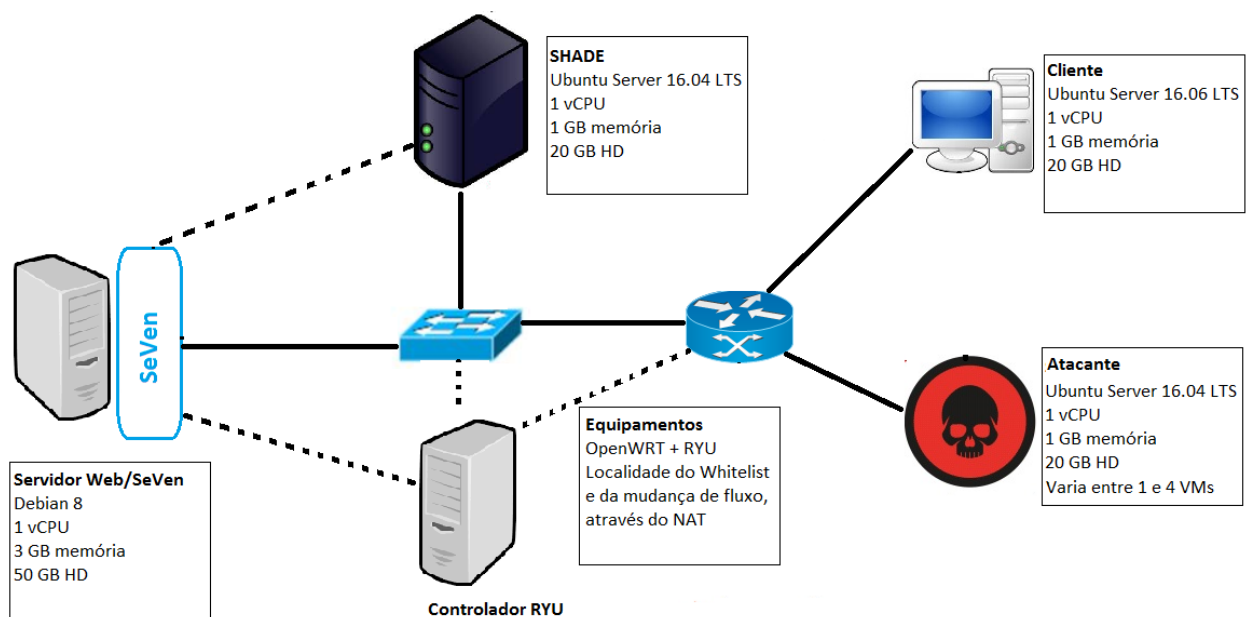 SHADE
Ubuntu Server 16.04 LTS
1 vCPU
1 GB memória
20 GB HD
Cliente
Ubuntu Server 16.06 LTS
1 vCPU
1 GB memória
20 GB HD
SeVen
Servidor Web/SeVen
Debian 8
1 vCPU
3 GB memória
50 GB HD
Controlador RYU
Equipamentos
OpenWRT + RYU
Localidade do Whitelist
e da mudança de fluxo,
através do NAT
Atacante
Ubuntu Server 16.04 LTS
1 vCPU
1 GB memória
20 GB HD
Varia entre 1 e 4 VMs